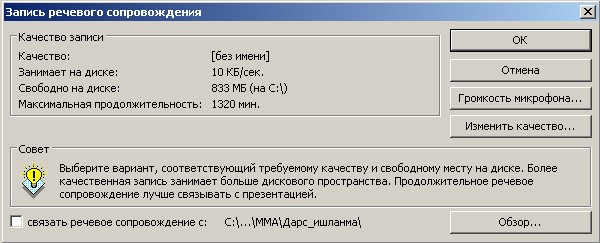 Запись речевого сопровождения
Качество записи
Качество: [без имени]
Занимает на диске: 10 КБ/сек.
Свободно на диске: 833 МБ (на C:\)
Максимальная продолжительность: 1320 мин.
ОК
Отмена
Громкость микрофона...
Изменить качество...
Совет
Выберите вариант, соответствующий требуемому качеству и свободному месту на диске. Более
качественная запись занимает больше дискового пространства. Продолжительное речевое
сопровождение лучше связывать с презентацией.
связать речевое сопровождение с: C:\...\ММА\Дарс_ишланма\
Обзор...